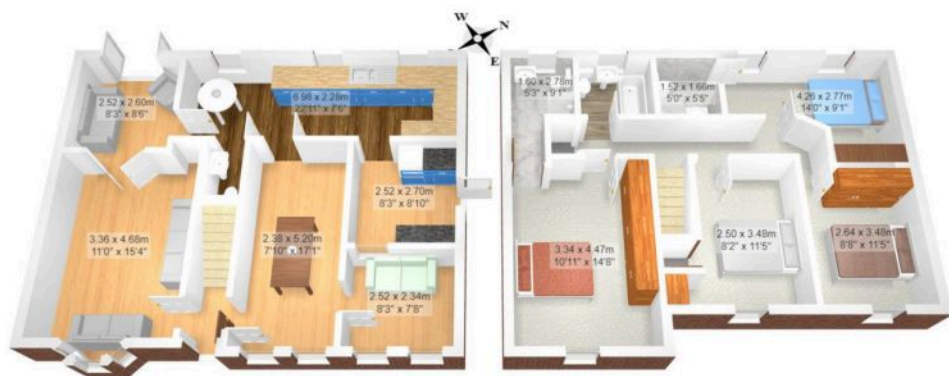 W
N
E
2.52 x 2.60m
8'3" x 8'6"
6.98 x 2.28m
22'11" x 7'6"
3.36 x 4.68m
11'0" x 15'4"
2.38 x 5.20m
7'10" x 17'1"
2.52 x 2.70m
8'3" x 8'10"
2.52 x 2.34m
8'3" x 7'8"
1.60 x 2.78m
5'3" x 9'1"
1.52 x 1.66m
5'0" x 5'5"
4.26 x 2.77m
14'0" x 9'1"
3.34 x 4.47m
10'11" x 14'8"
2.50 x 3.48m
8'2" x 11'5"
2.64 x 3.48m
8'8" x 11'5"